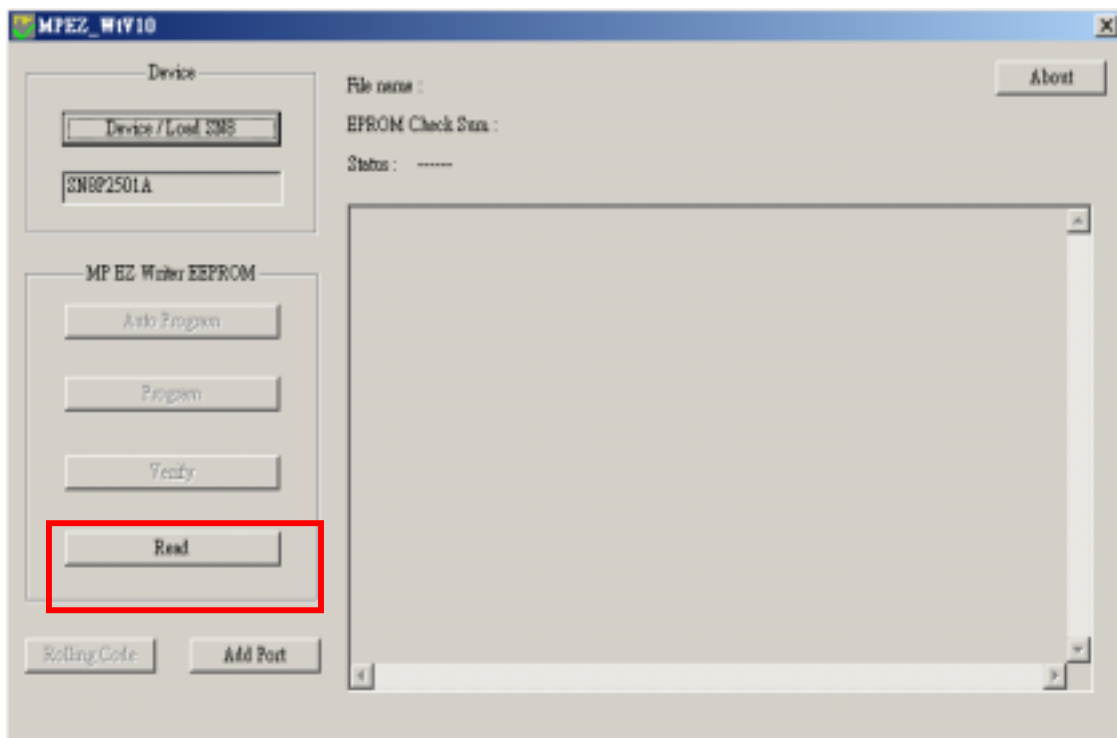 MPEZ_WtV10
Device
Device / Load SN8
SN8P2501A
MP EZ Writer EEPROM
Auto Program
Program
Verify
Read
Rolling Code
Add Port
File name :
EPROM Check Sum :
Status : ------
About